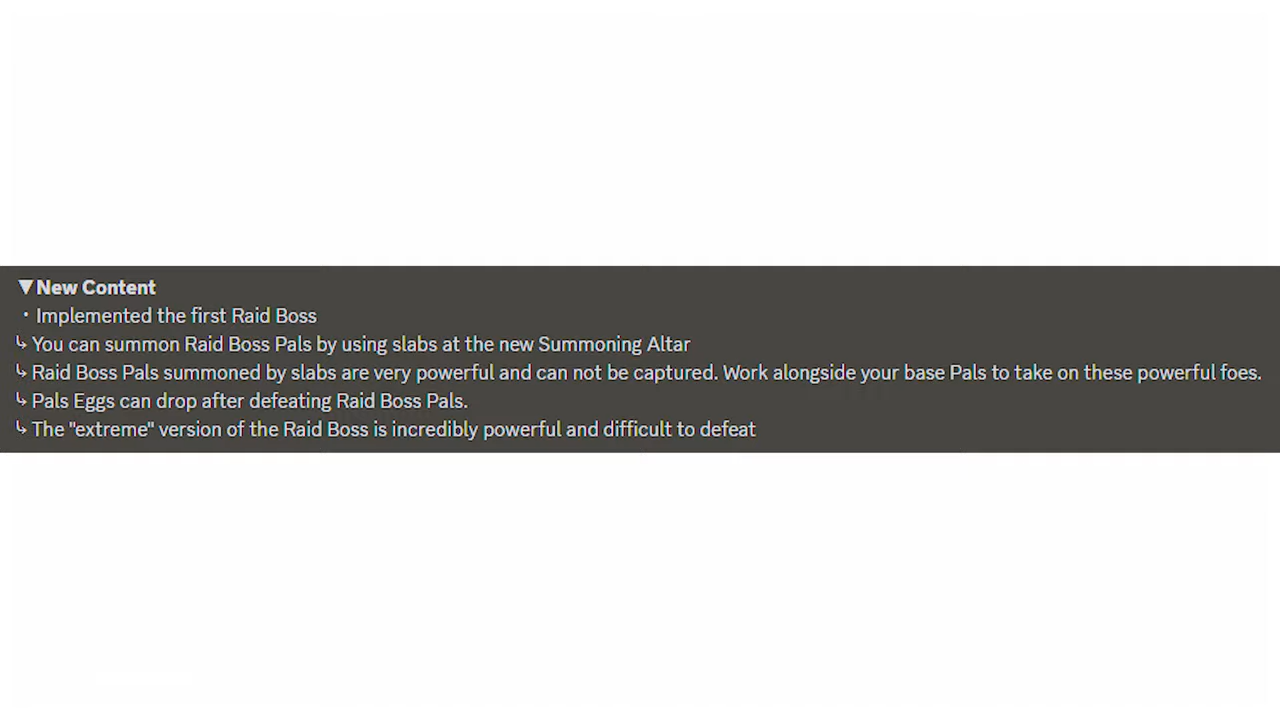 ▼New Content
・Implemented the first Raid Boss
↳ You can summon Raid Boss Pals by using slabs at the new Summoning Altar
↳ Raid Boss Pals summoned by slabs are very powerful and can not be captured. Work alongside your base Pals to take on these powerful foes.
↳ Pals Eggs can drop after defeating Raid Boss Pals.
↳ The "extreme" version of the Raid Boss is incredibly powerful and difficult to defeat